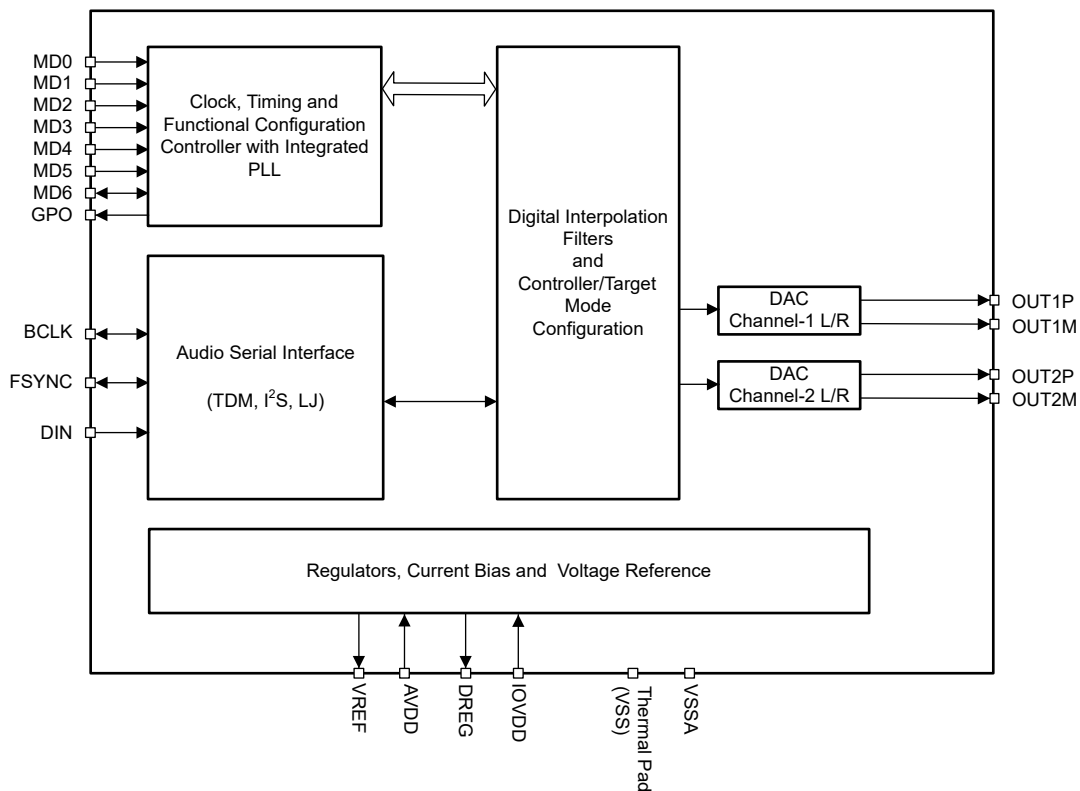 MD0
MD1
MD2
MD3
MD4
MD5
MD6
GPO
Clock, Timing and
Functional Configuration
Controller with Integrated
PLL
BCLK
FSYNC
DIN
Audio Serial Interface
(TDM, I²S, LJ)
Digital Interpolation
Filters
and
Controller/Target
Mode
Configuration
DAC
Channel-1 L/R
DAC
Channel-2 L/R
OUT1P
OUT1M
OUT2P
OUT2M
Regulators, Current Bias and Voltage Reference
VREF
AVDD
DREG
IOVDD
Thermal Pad
(VSS)
VSSA